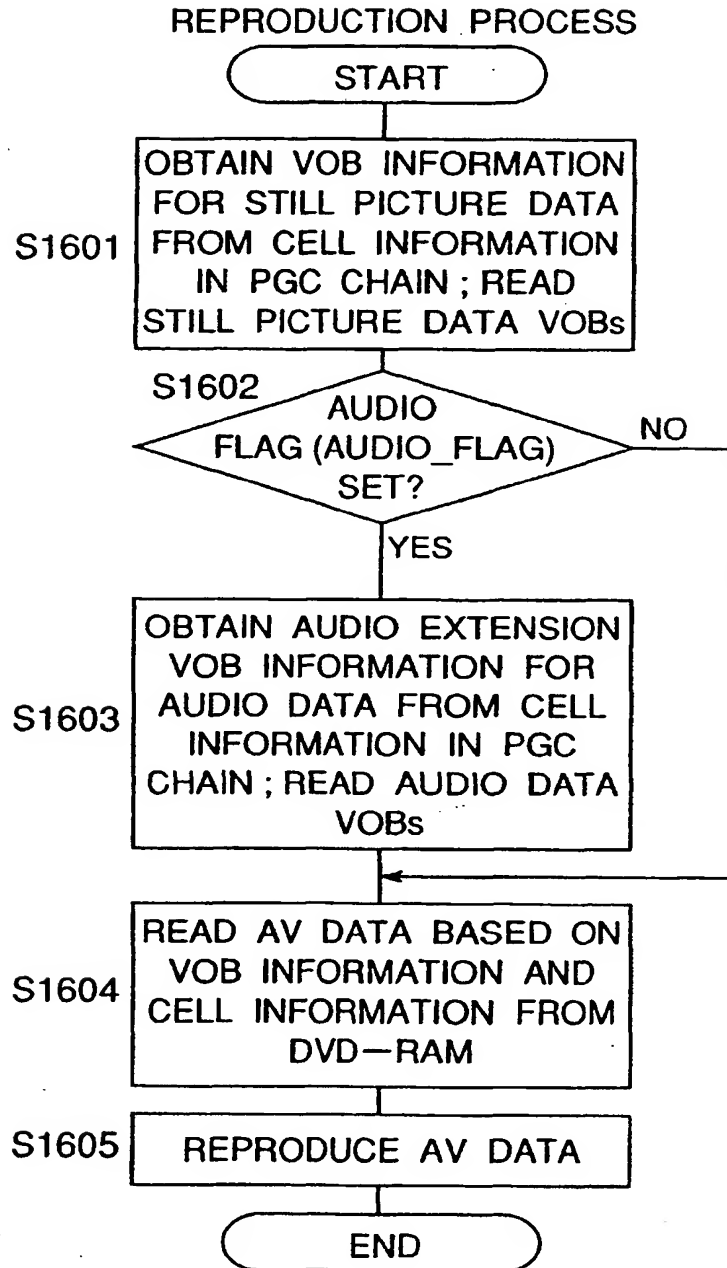 REPRODUCTION PROCESS
START
OBTAIN VOB INFORMATION
FOR STILL PICTURE DATA
FROM CELL INFORMATION
IN PGC CHAIN ; READ
STILL PICTURE DATA VOBs
S1601
S1602
AUDIO
FLAG (AUDIO_FLAG)
SET?
NO
YES
OBTAIN AUDIO EXTENSION
VOB INFORMATION FOR
AUDIO DATA FROM CELL
INFORMATION IN PGC
CHAIN ; READ AUDIO DATA
VOBs
S1603
READ AV DATA BASED ON
VOB INFORMATION AND
CELL INFORMATION FROM
DVD–RAM
S1604
S1605
REPRODUCE AV DATA
END